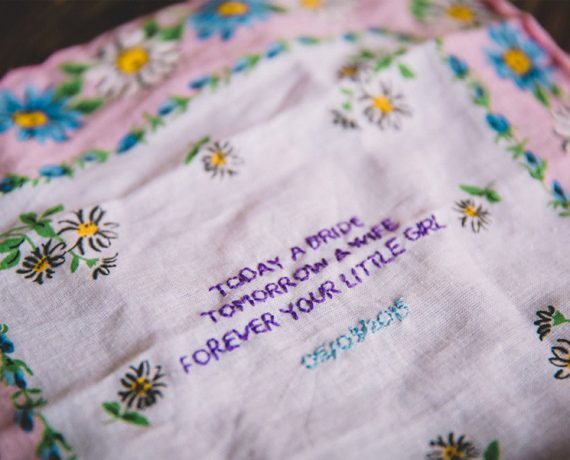 TODAY A BRIDE
TOMORROW A WIFE
FOREVER YOUR LITTLE GIRL